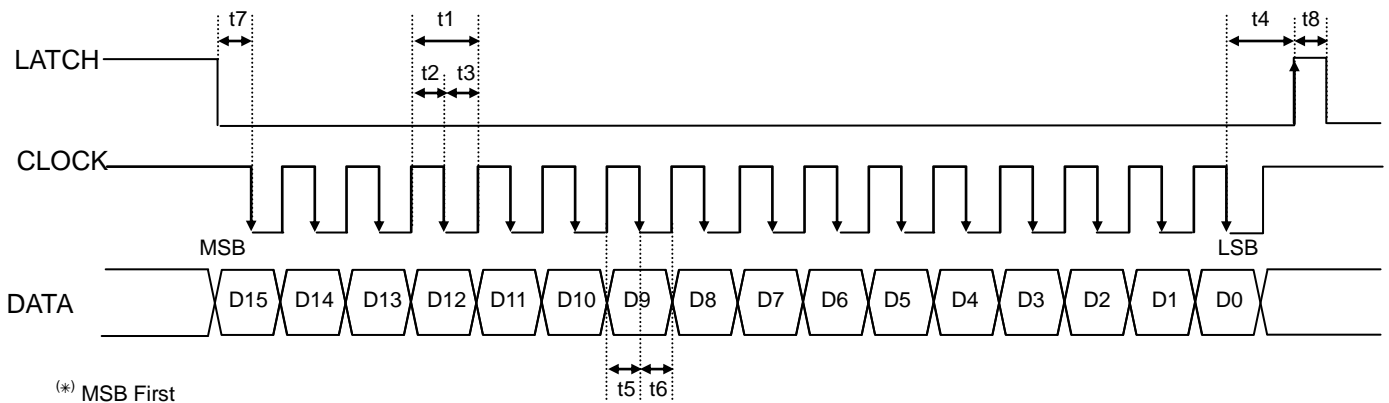 t7 t1 t4 t8
LATCH
t2 t3
CLOCK
MSB LSB
DATA D15 D14 D13 D12 D11 D10 D9 D8 D7 D6 D5 D4 D3 D2 D1 D0
t5 t6
(*) MSB First